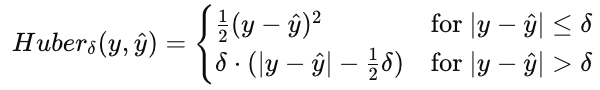 Huber_δ(y, ŷ) = { ½(y − ŷ)² for |y − ŷ| ≤ δ
δ · (|y − ŷ| − ½δ) for |y − ŷ| > δ